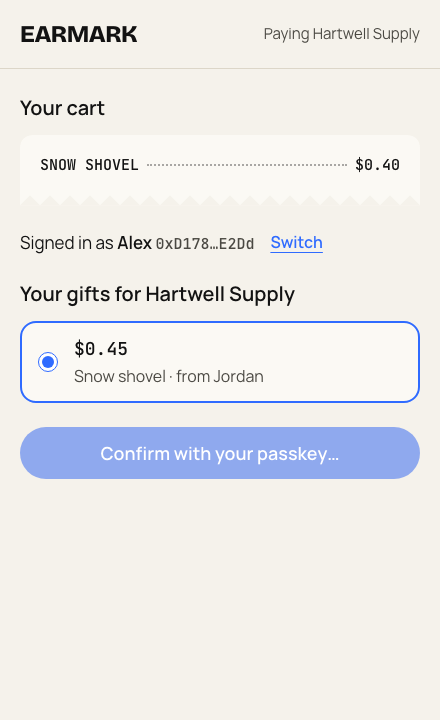 EARMARK
Paying Hartwell Supply
Your cart
SNOW SHOVEL $0.40
Signed in as Alex 0xD178…E2Dd Switch
Your gifts for Hartwell Supply
$0.45
Snow shovel · from Jordan
Confirm with your passkey…